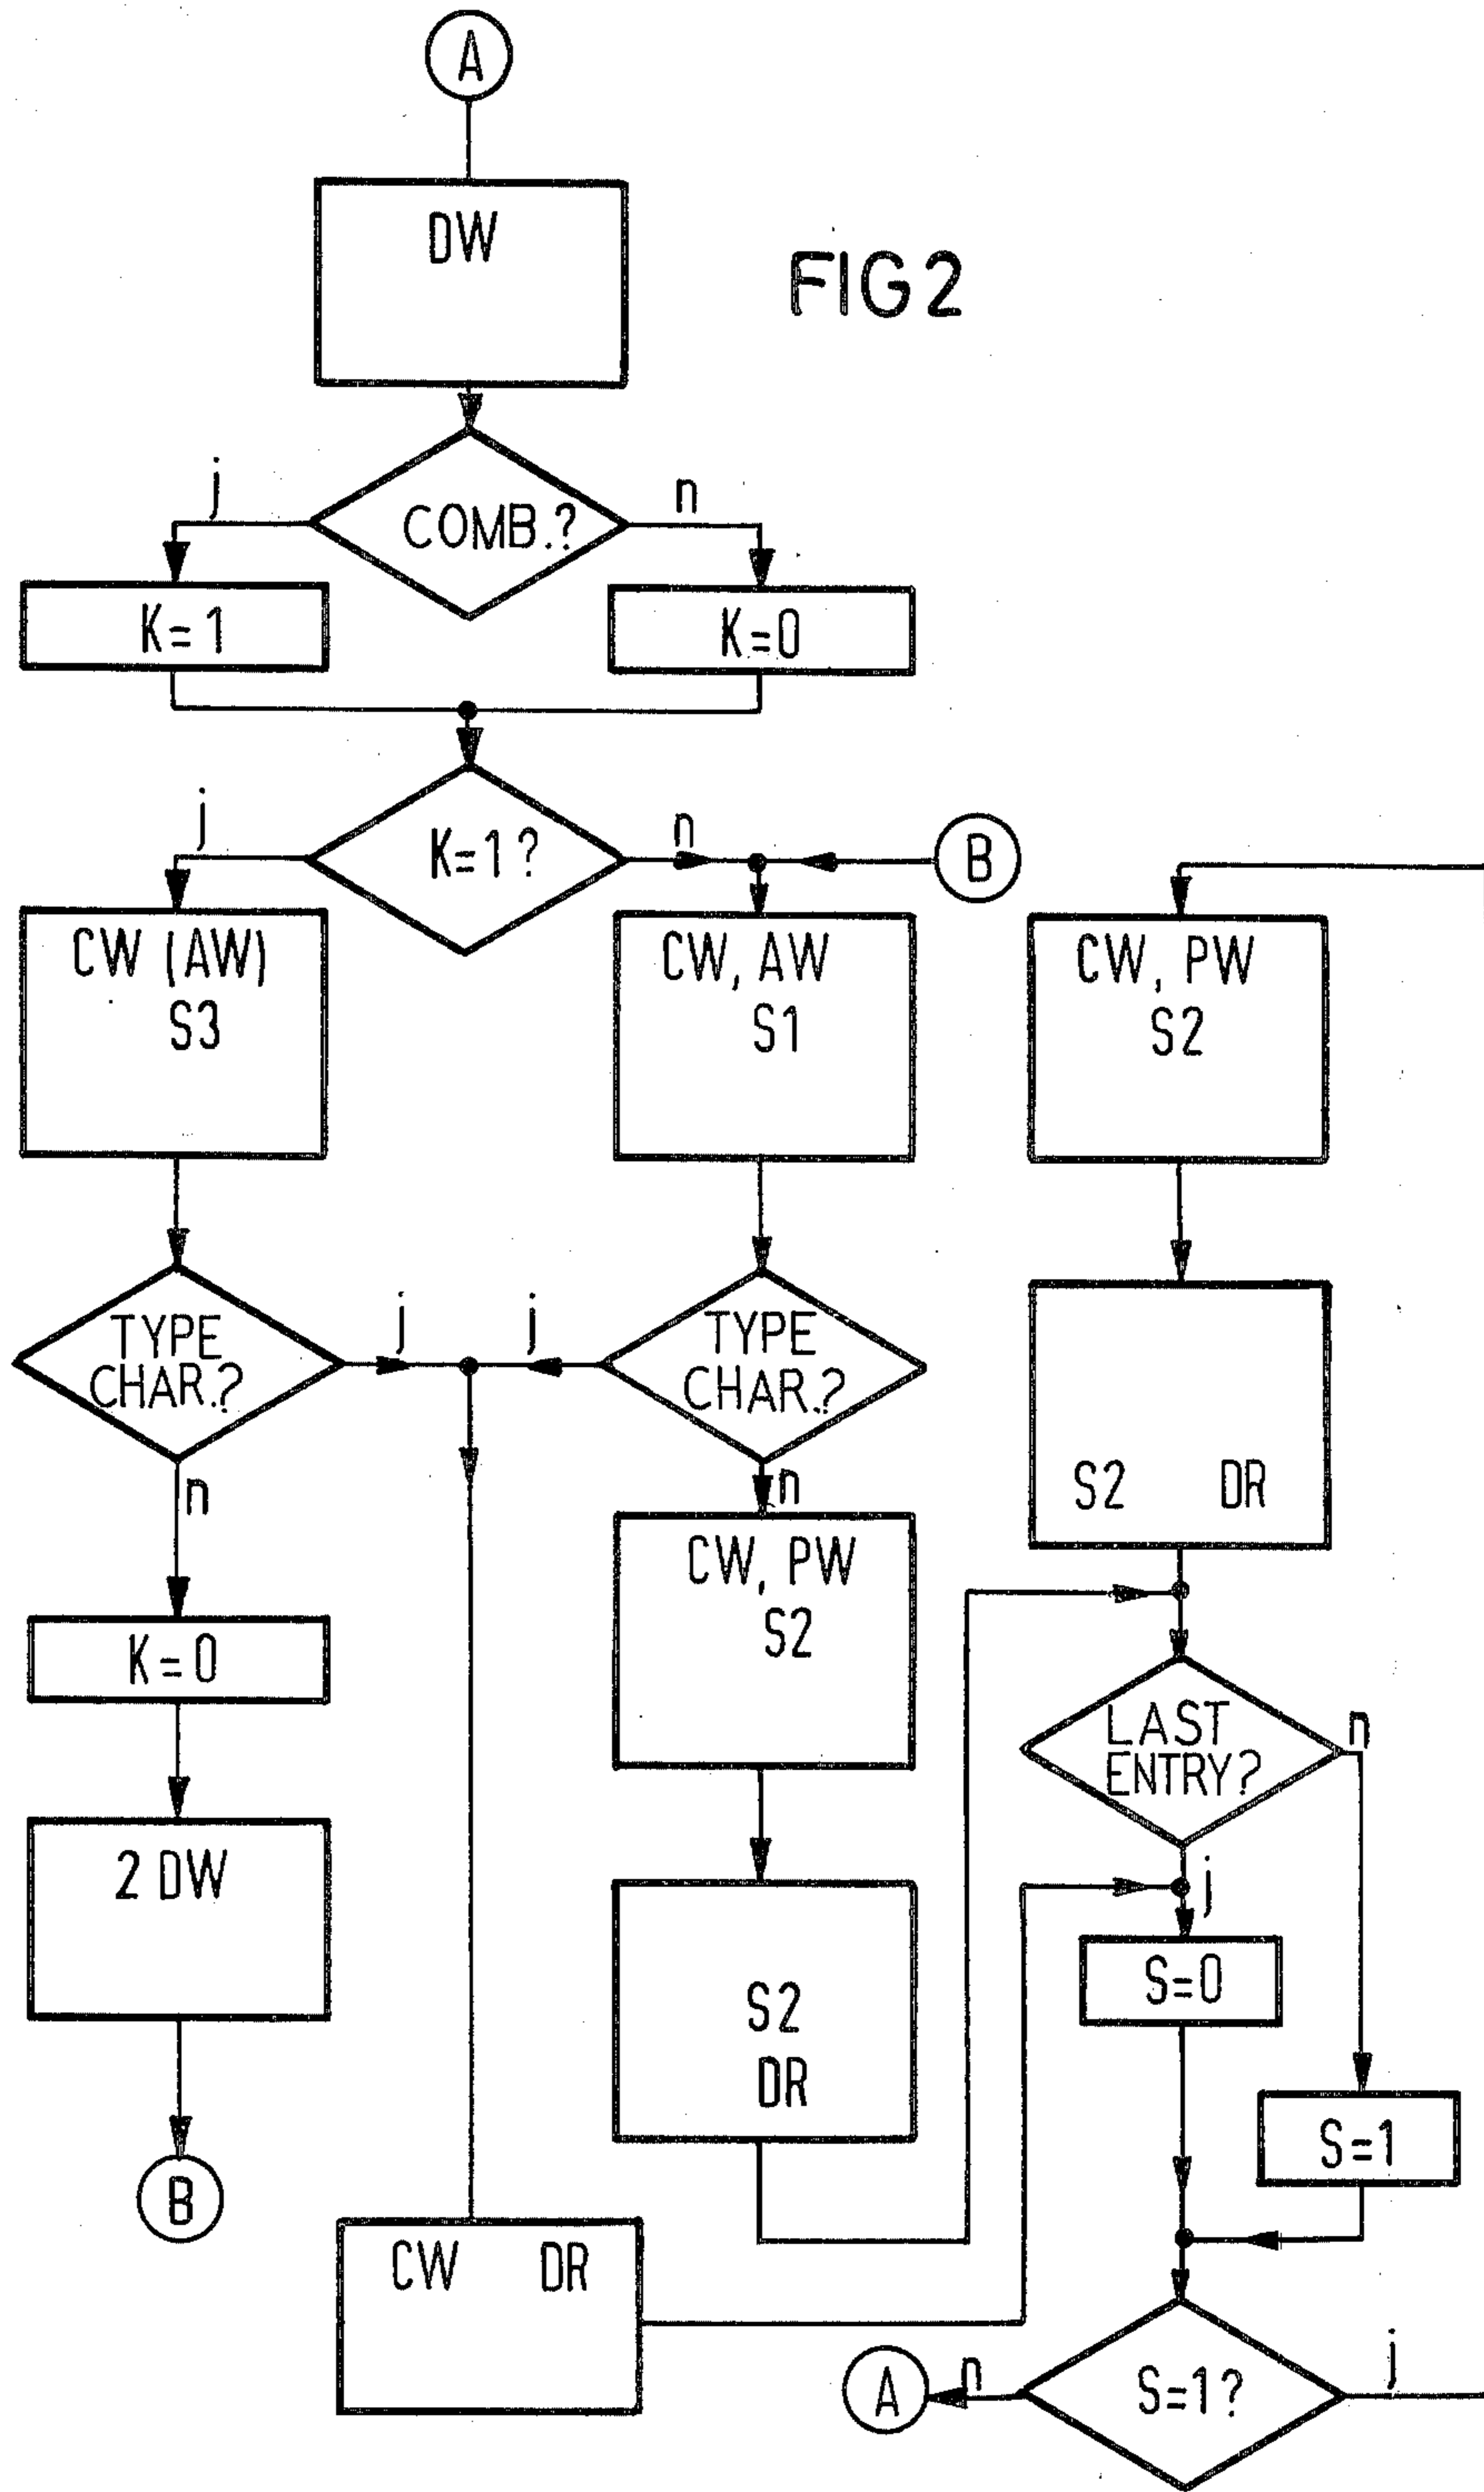 A
DW
FIG 2
j
n
COMB.?
K=1
K=0
j
n
K=1?
B
CW (AW)
S3
CW, AW
S1
CW, PW
S2
TYPE
CHAR.?
j
j
TYPE
CHAR.?
S2 DR
n
n
CW, PW
S2
K=0
LAST
ENTRY?
n
2 DW
j
S=0
S2
DR
S=1
B
CW DR
A
n
S=1?
j